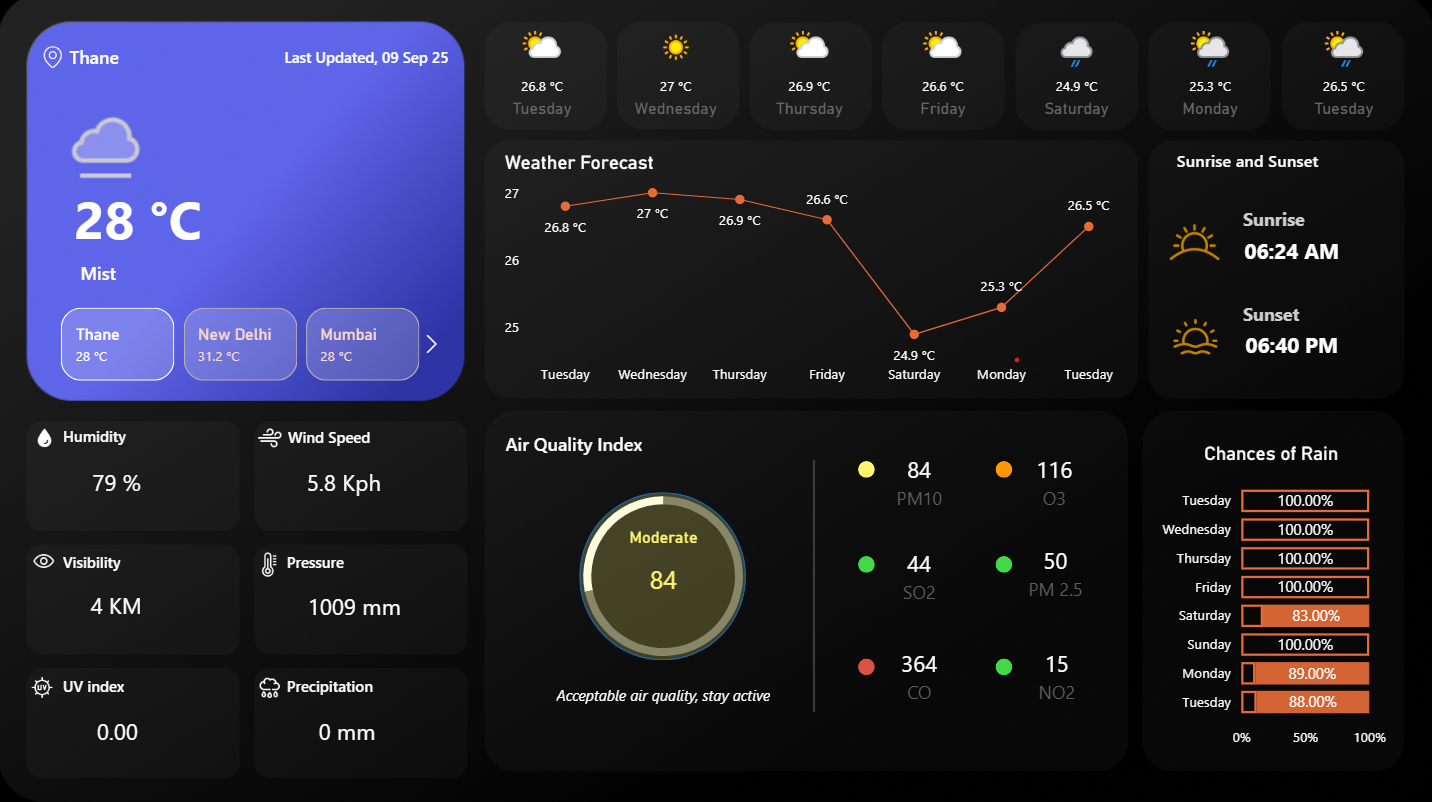 Thane
Last Updated, 09 Sep 25
28 °C
Mist
Thane
28 °C
New Delhi
31.2 °C
Mumbai
28 °C
26.8 °C
Tuesday
27 °C
Wednesday
26.9 °C
Thursday
26.6 °C
Friday
24.9 °C
Saturday
25.3 °C
Monday
26.5 °C
Tuesday
Weather Forecast
27
26
25
26.8 °C
27 °C
26.9 °C
26.6 °C
24.9 °C
25.3 °C
26.5 °C
Tuesday Wednesday Thursday Friday Saturday Monday Tuesday
Sunrise and Sunset
Sunrise
06:24 AM
Sunset
06:40 PM
Humidity
79 %
Wind Speed
5.8 Kph
Visibility
4 KM
Pressure
1009 mm
UV index
UV
0.00
Precipitation
0 mm
Air Quality Index
Moderate
84
Acceptable air quality, stay active
84
PM10
116
O3
44
SO2
50
PM 2.5
364
CO
15
NO2
Chances of Rain
Tuesday 100.00%
Wednesday 100.00%
Thursday 100.00%
Friday 100.00%
Saturday 83.00%
Sunday 100.00%
Monday 89.00%
Tuesday 88.00%
0% 50% 100%